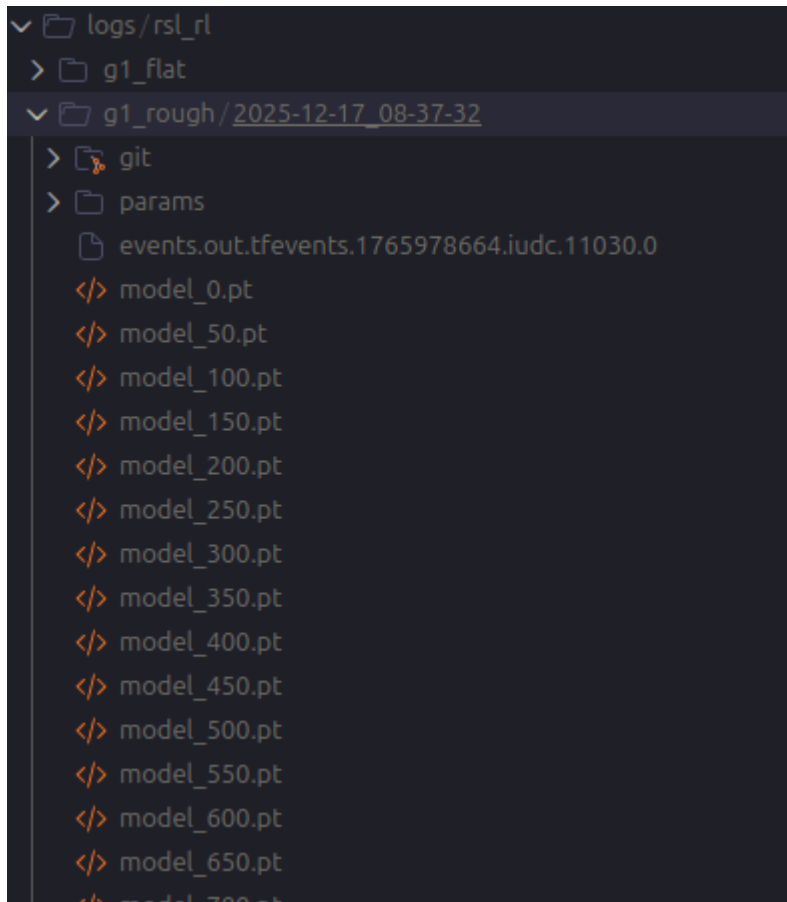 logs/rsl_rl
g1_flat
g1_rough/2025-12-17_08-37-32
git
params
events.out.tfevents.1765978664.iudc.11030.0
model_0.pt
model_50.pt
model_100.pt
model_150.pt
model_200.pt
model_250.pt
model_300.pt
model_350.pt
model_400.pt
model_450.pt
model_500.pt
model_550.pt
model_600.pt
model_650.pt